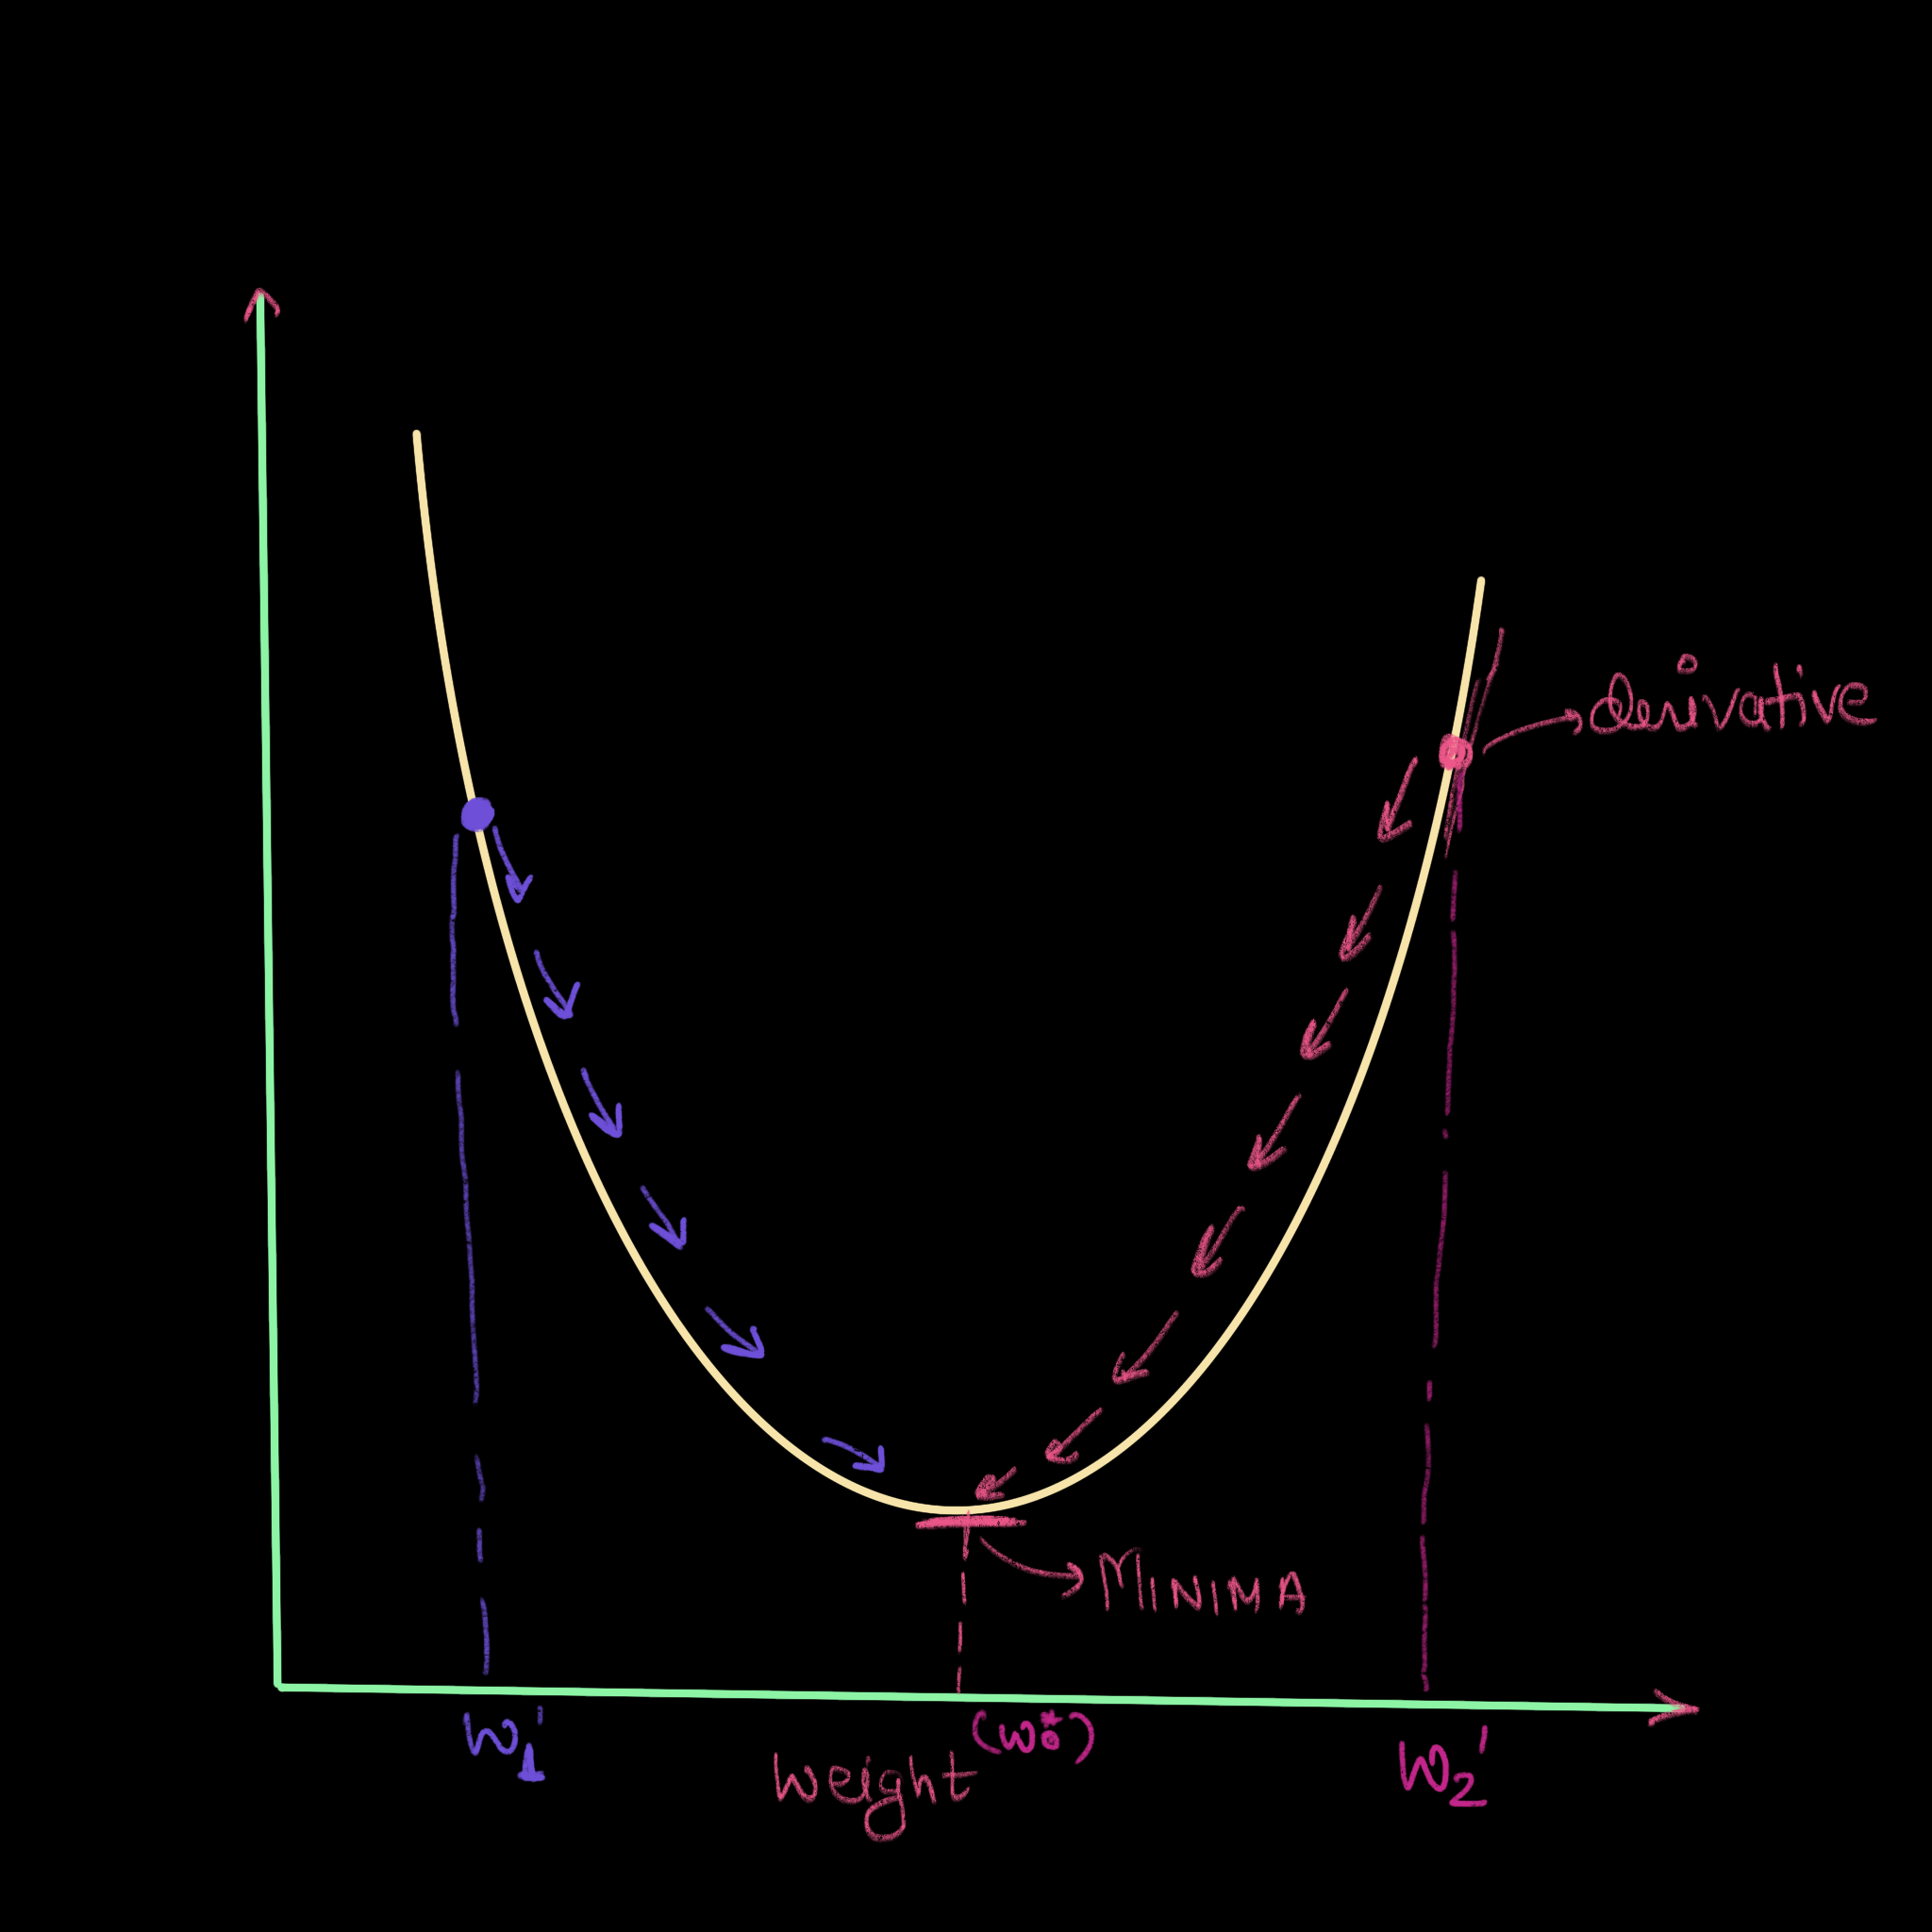 derivative
MINIMA
w₁'
(w₀*)
Weight
w₂'